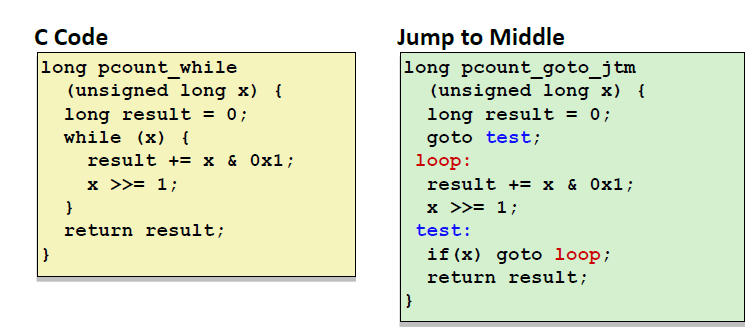 C Code
long pcount_while
(unsigned long x) {
long result = 0;
while (x) {
result += x & 0x1;
x >>= 1;
}
return result;
}
Jump to Middle
long pcount_goto_jtm
(unsigned long x) {
long result = 0;
goto test;
loop:
result += x & 0x1;
x >>= 1;
test:
if(x) goto loop;
return result;
}